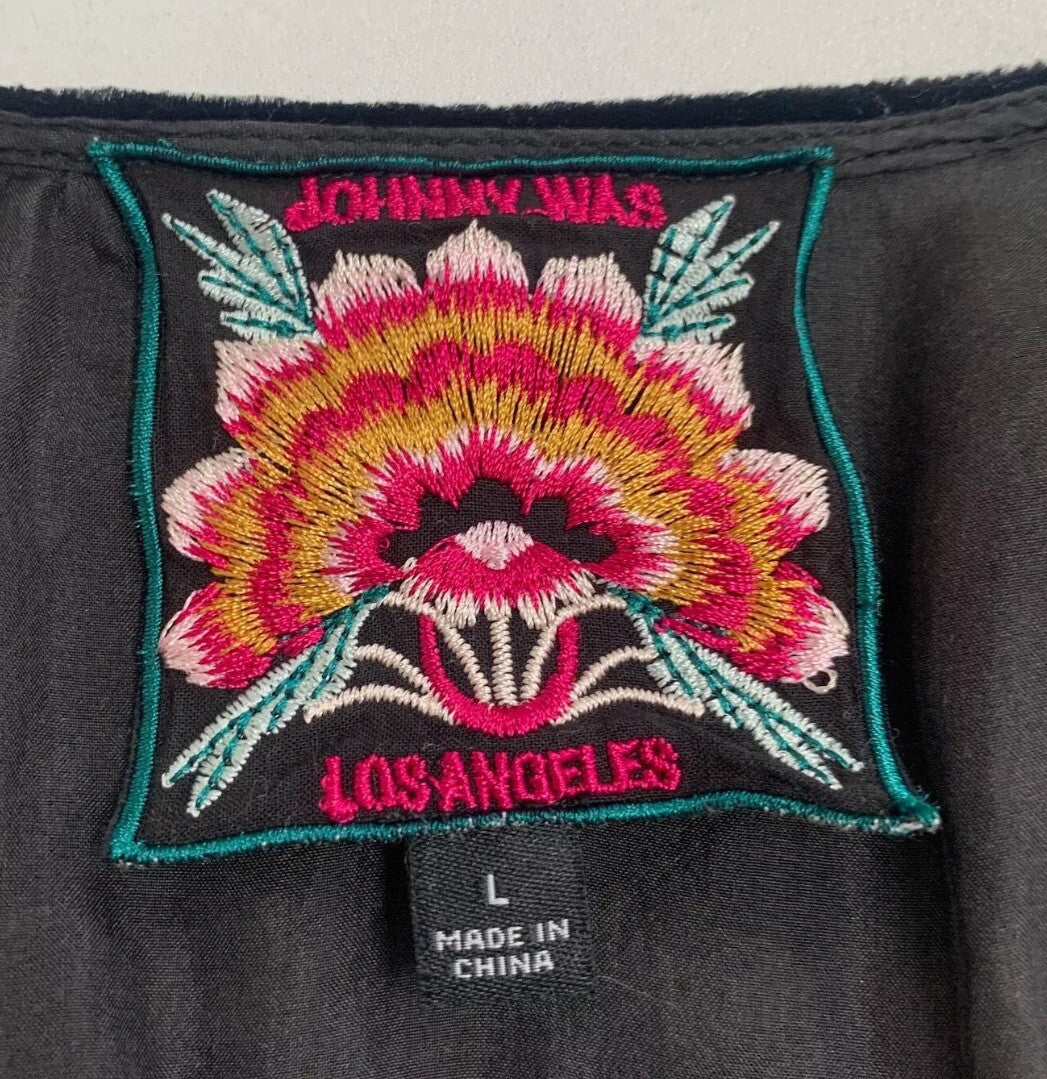 JOHNNY WAS
LOS ANGELES
L
MADE IN
CHINA